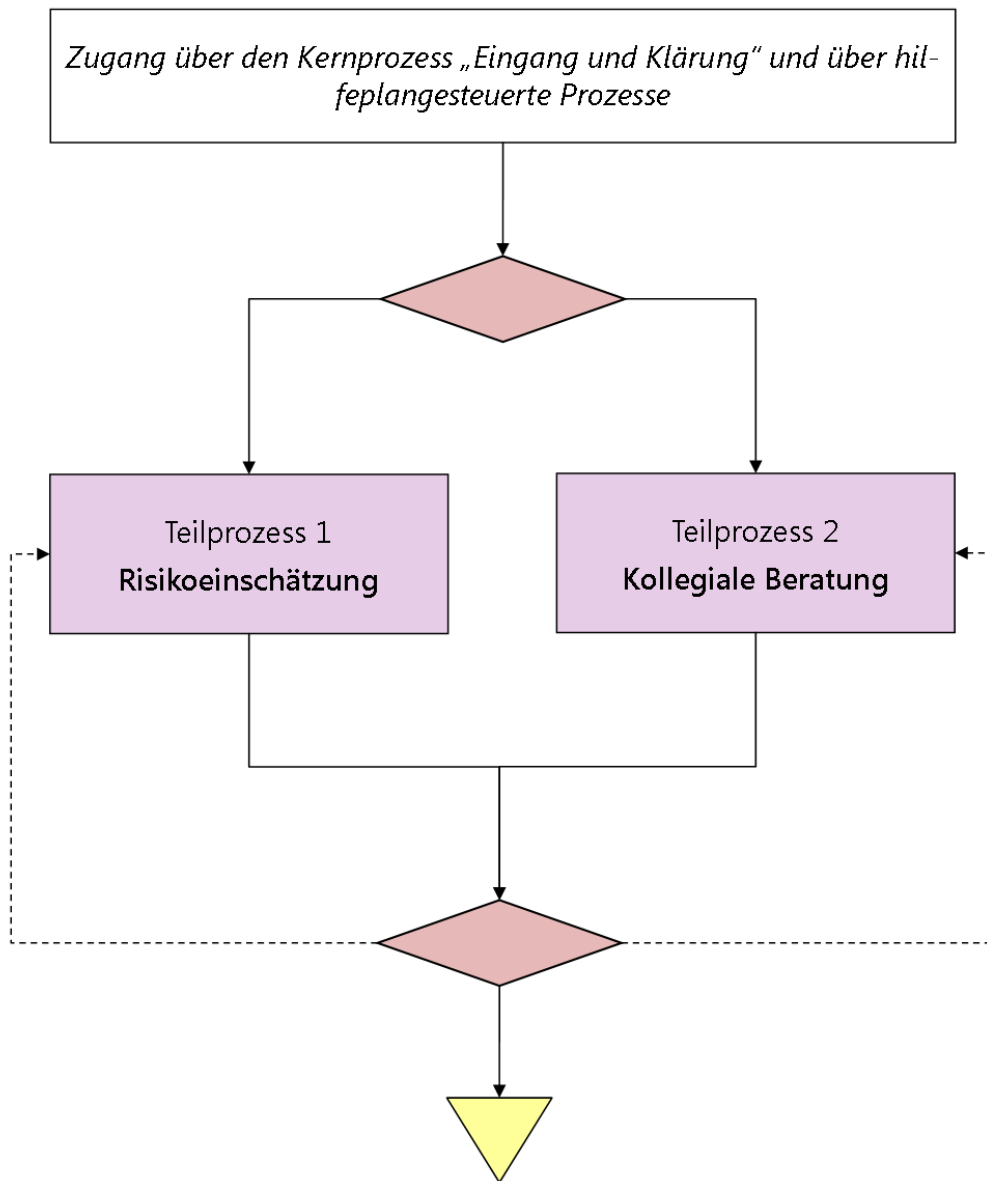 Zugang über den Kernprozess „Eingang und Klärung“ und über hil-
feplangesteuerte Prozesse
Teilprozess 1
Risikoeinschätzung
Teilprozess 2
Kollegiale Beratung